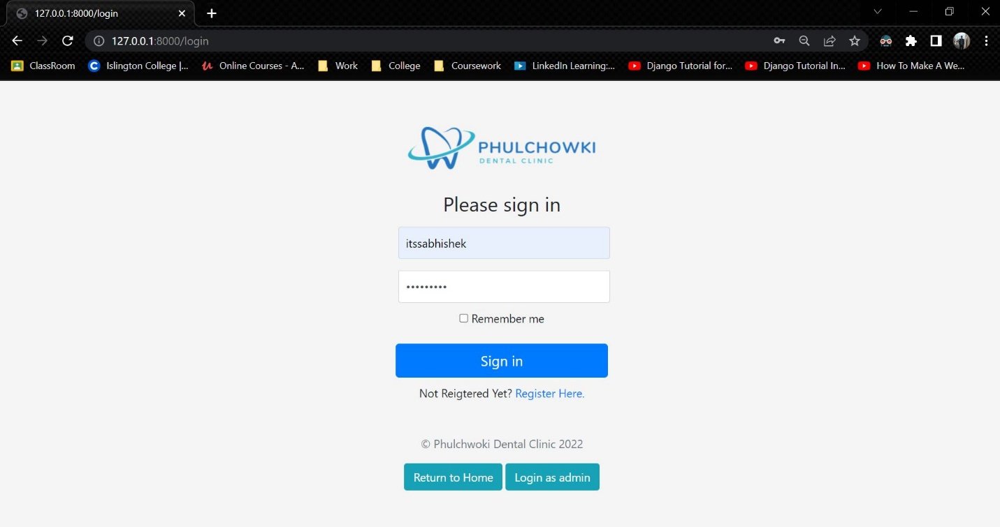 127.0.0.1:8000/login
127.0.0.1:8000/login
ClassRoom Islington College |... Online Courses - A... Work College Coursework LinkedIn Learning:... Django Tutorial for... Django Tutorial In... How To Make A We...
PHULCHOWKI
DENTAL CLINIC
Please sign in
itssabhishek
•••••••••
Remember me
Sign in
Not Reigtered Yet? Register Here.
© Phulchwoki Dental Clinic 2022
Return to Home Login as admin